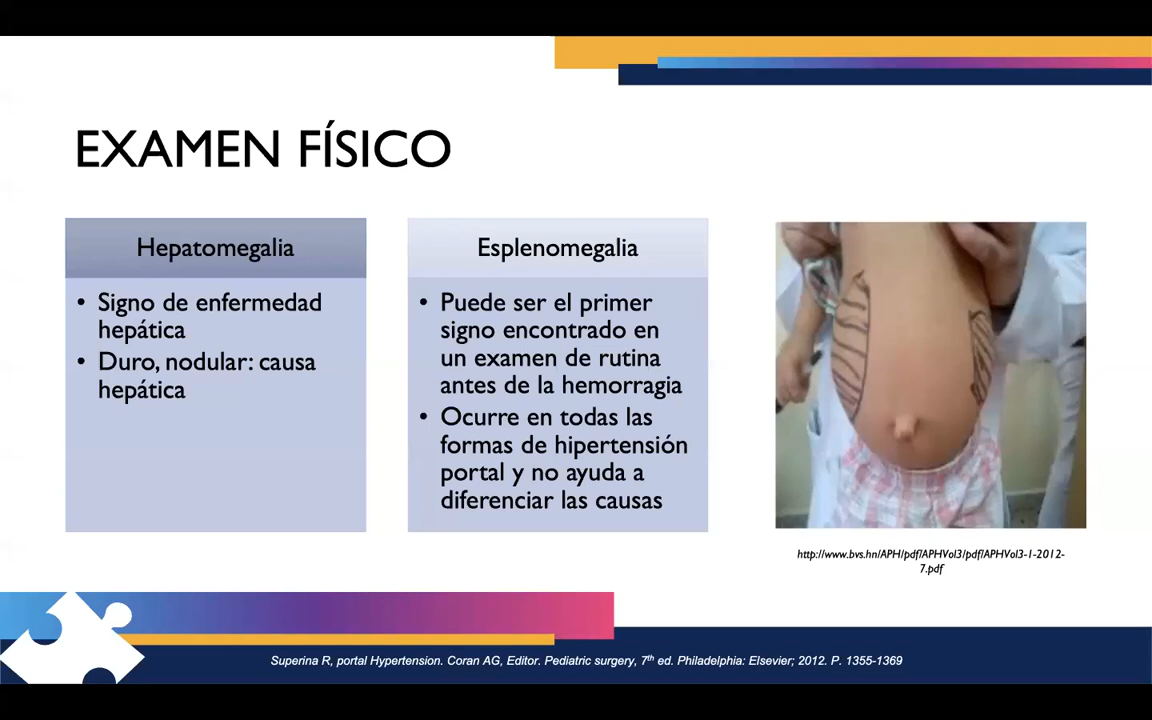 EXAMEN FÍSICO
Hepatomegalia
• Signo de enfermedad
hepática
• Duro, nodular: causa
hepática
Esplenomegalia
• Puede ser el primer
signo encontrado en
un examen de rutina
antes de la hemorragia
• Ocurre en todas las
formas de hipertensión
portal y no ayuda a
diferenciar las causas
http://www.bvs.hn/APH/pdf/APHVol3/pdf/APHVol3-1-2012-
7.pdf
Superina R, portal Hypertension. Coran AG, Editor. Pediatric surgery, 7th ed. Philadelphia: Elsevier; 2012. P. 1355-1369